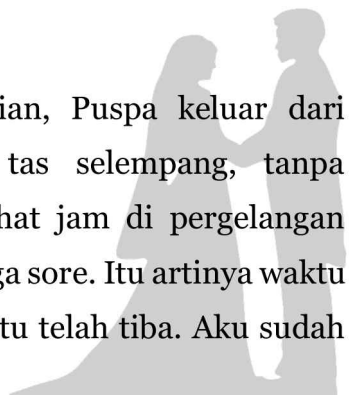 ian, Puspa keluar dari
tas selempang, tanpa
hat jam di pergelangan
ga sore. Itu artinya waktu
tu telah tiba. Aku sudah